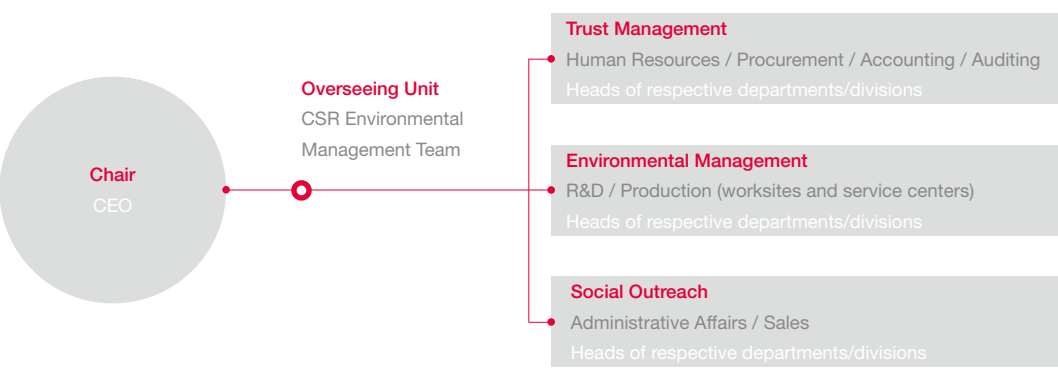 Chair
CEO
Overseeing Unit
CSR Environmental
Management Team
Trust Management
Human Resources / Procurement / Accounting / Auditing
Heads of respective departments/divisions
Environmental Management
R&D / Production (worksites and service centers)
Heads of respective departments/divisions
Social Outreach
Administrative Affairs / Sales
Heads of respective departments/divisions